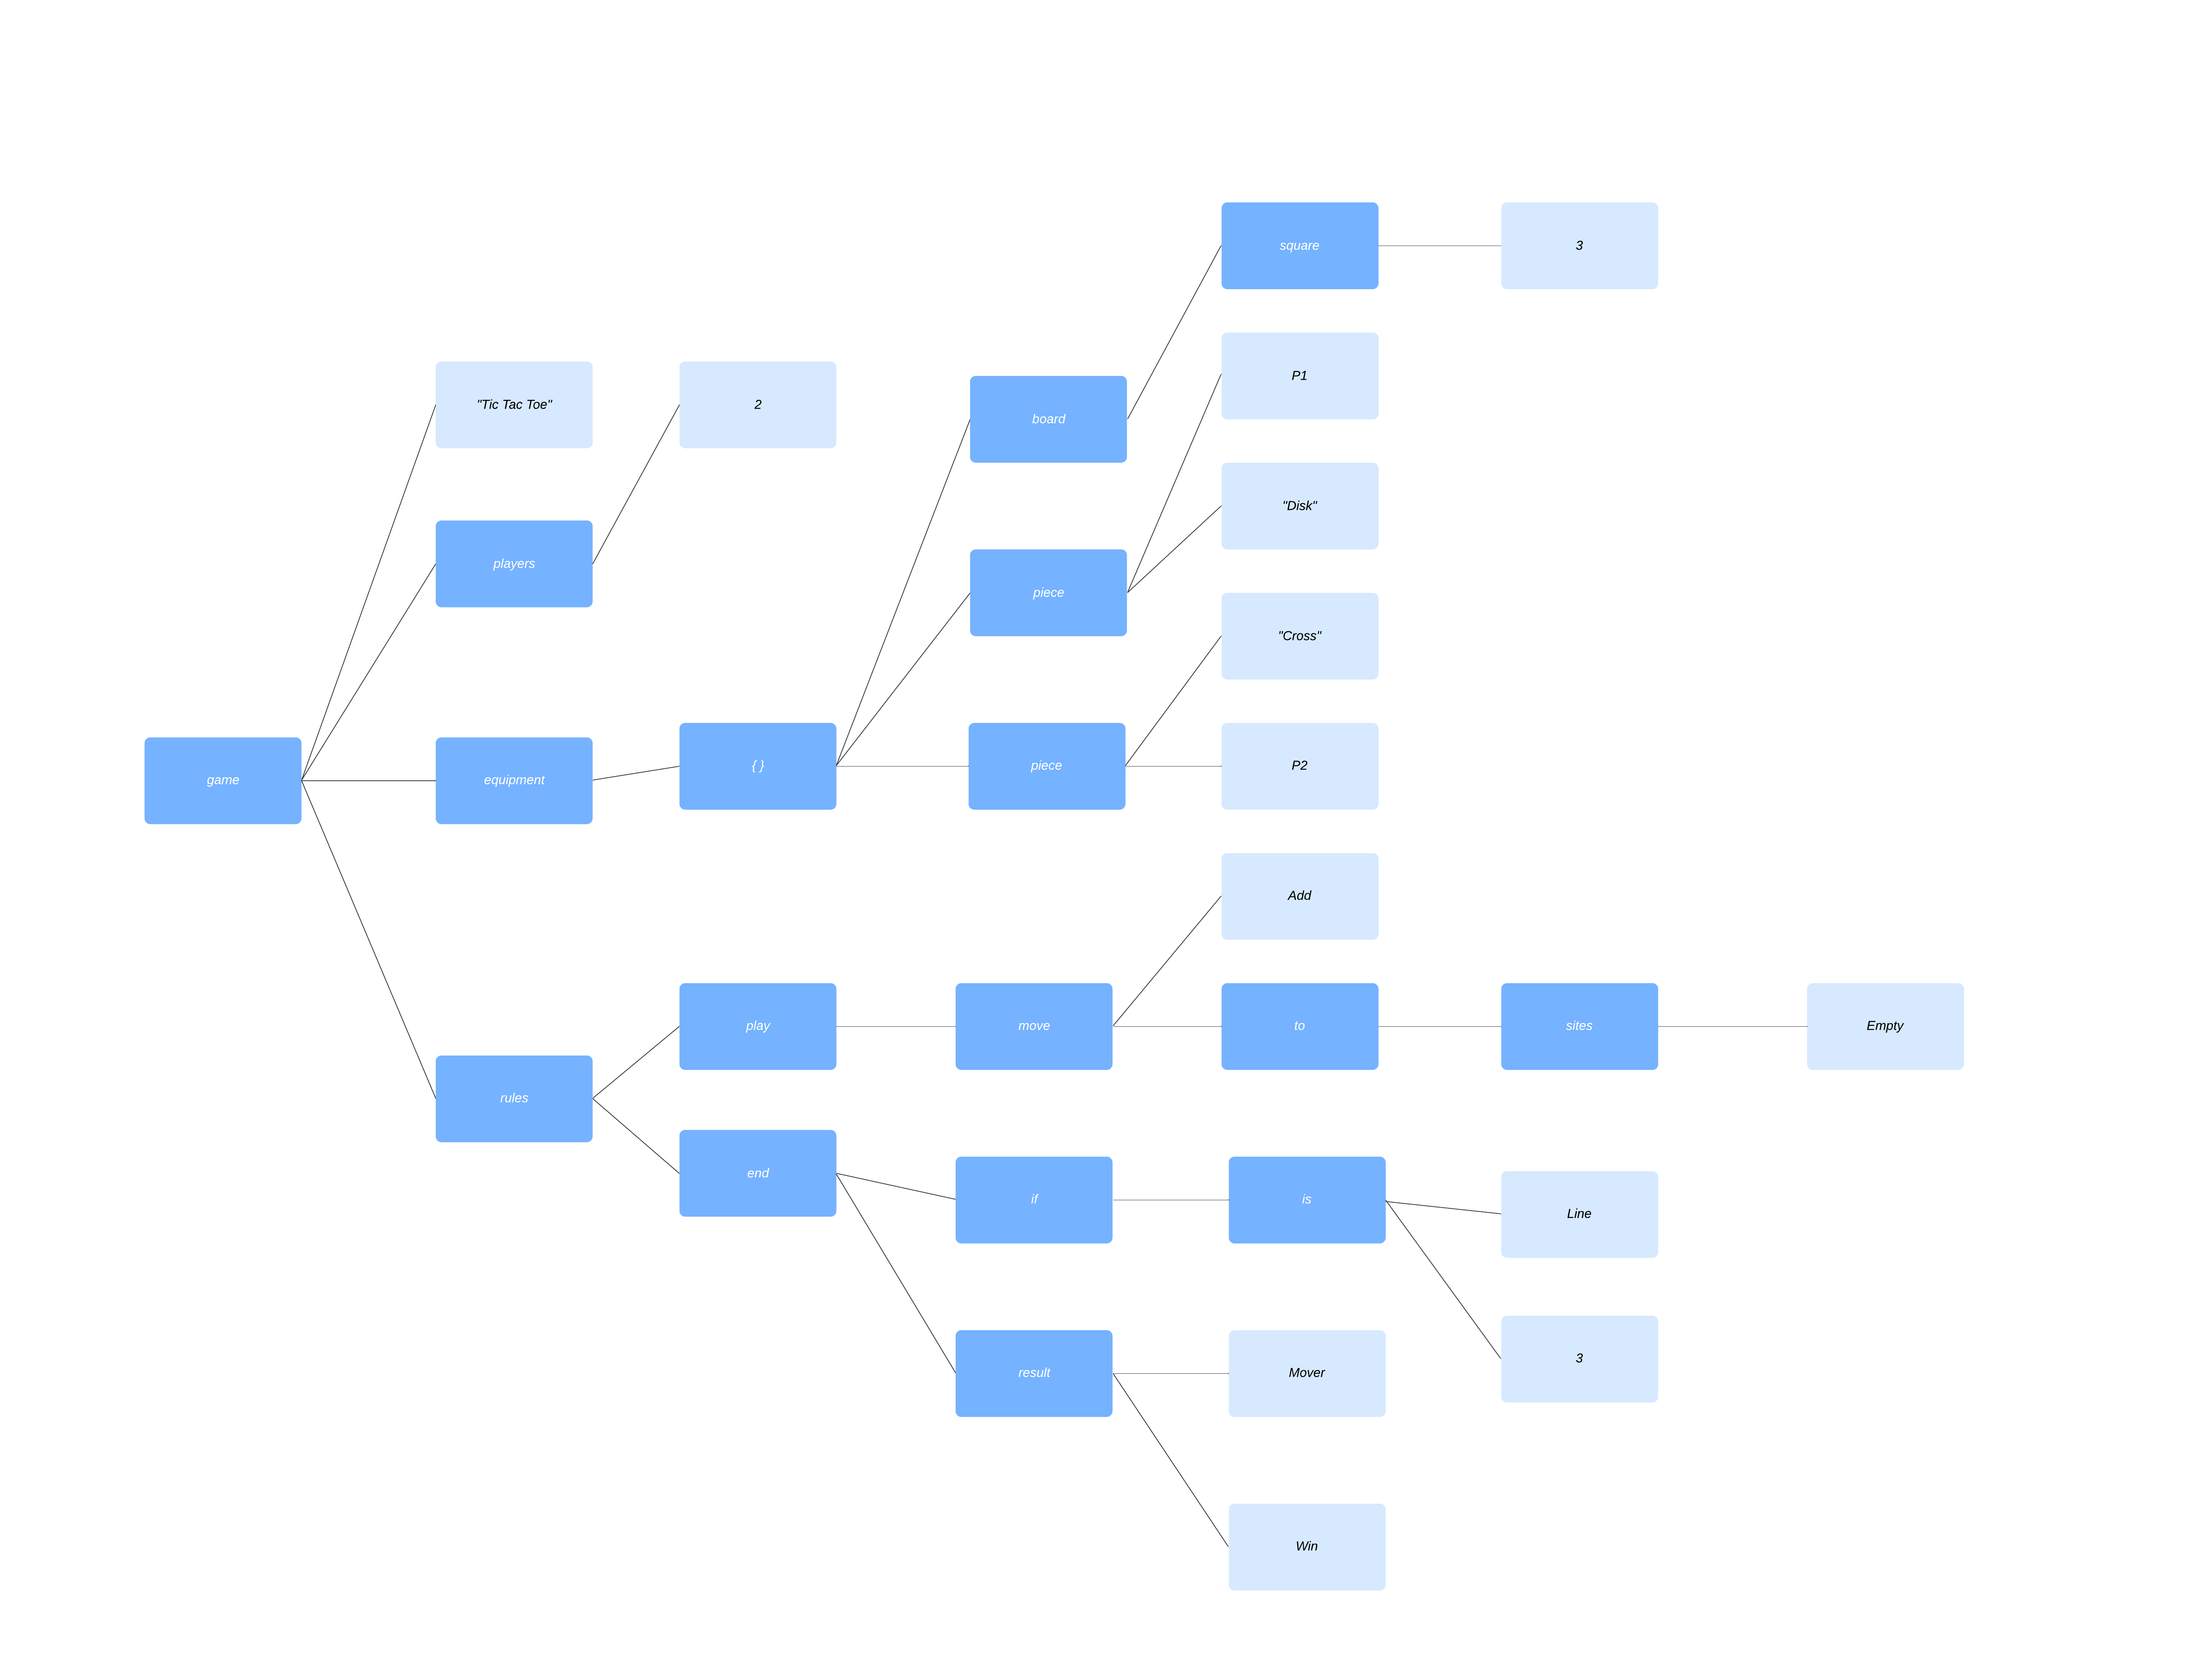 square
3
P1
"Tic Tac Toe"
2
board
"Disk"
players
piece
"Cross"
game
equipment
{ }
piece
P2
Add
play
move
to
sites
Empty
rules
end
if
is
Line
result
Mover
3
Win